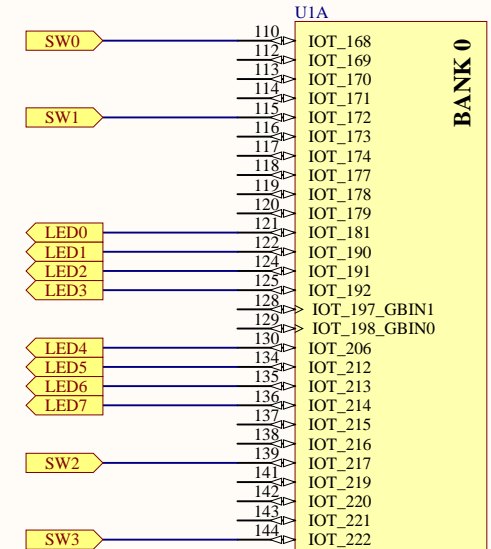 U1A
BANK 0
SW0 110 IOT_168
112 IOT_169
113 IOT_170
114 IOT_171
SW1 115 IOT_172
116 IOT_173
117 IOT_174
118 IOT_177
119 IOT_178
120 IOT_179
LED0 121 IOT_181
LED1 122 IOT_190
LED2 124 IOT_191
LED3 125 IOT_192
128 IOT_197_GBIN1
129 IOT_198_GBIN0
LED4 130 IOT_206
LED5 134 IOT_212
LED6 135 IOT_213
LED7 136 IOT_214
137 IOT_215
138 IOT_216
SW2 139 IOT_217
141 IOT_219
142 IOT_220
143 IOT_221
SW3 144 IOT_222